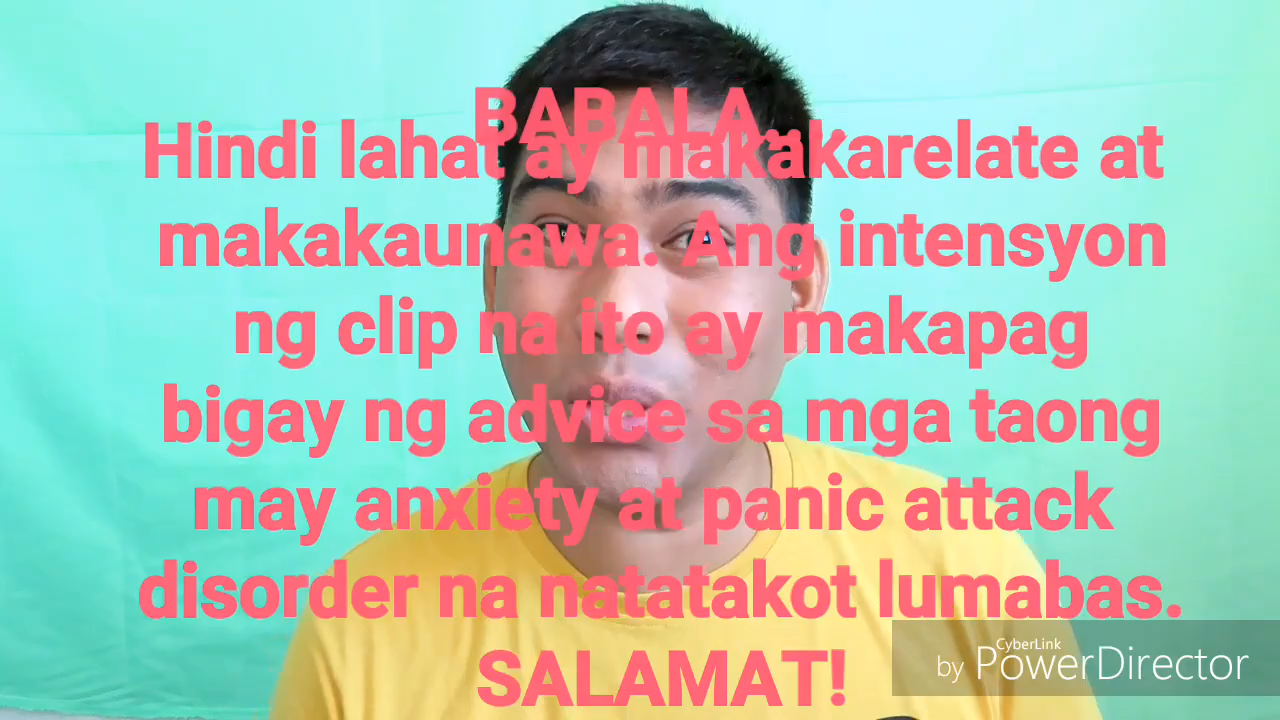 BABALA...
Hindi lahat ay makakarelate at
makakaunawa. Ang intensyon
ng clip na ito ay makapag
bigay ng advice sa mga taong
may anxiety at panic attack
disorder na natatakot lumabas.
SALAMAT!
by CyberLink PowerDirector